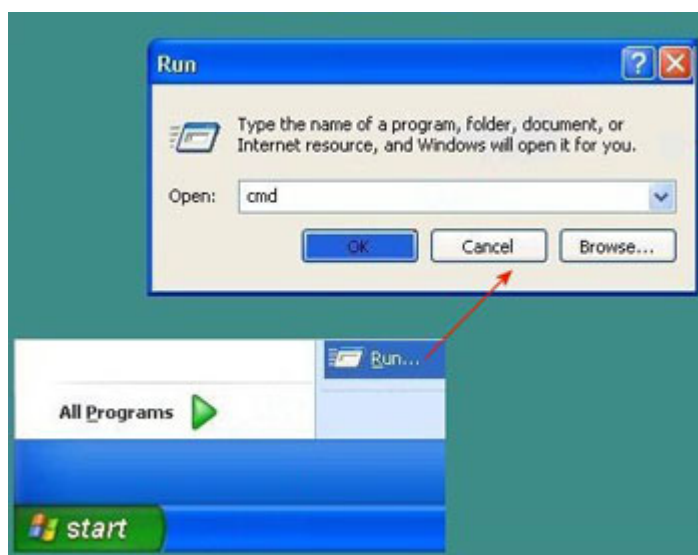 Run
Type the name of a program, folder, document, or
Internet resource, and Windows will open it for you.
Open: cmd
OK Cancel Browse...
Run...
All Programs
start